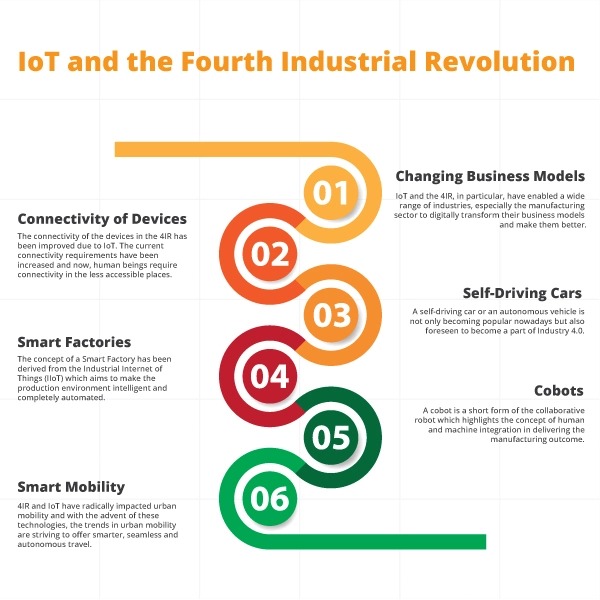 IoT and the Fourth Industrial Revolution
01
Changing Business Models
IoT and the 4IR, in particular, have enabled a wide
range of industries, especially the manufacturing
sector to digitally transform their business models
and make them better.
Connectivity of Devices
The connectivity of the devices in the 4IR has
been improved due to IoT. The current
connectivity requirements have been
increased and now, human beings require
connectivity in the less accessible places.
02
03
Self-Driving Cars
A self-driving car or an autonomous vehicle is
not only becoming popular nowadays but also
foreseen to become a part of Industry 4.0.
Smart Factories
The concept of a Smart Factory has been
derived from the Industrial Internet of
Things (IIoT) which aims to make the
production environment intelligent and
completely automated.
04
05
Cobots
A cobot is a short form of the collaborative
robot which highlights the concept of human
and machine integration in delivering the
manufacturing outcome.
Smart Mobility
4IR and IoT have radically impacted urban
mobility and with the advent of these
technologies, the trends in urban mobility
are striving to offer smarter, seamless and
autonomous travel.
06